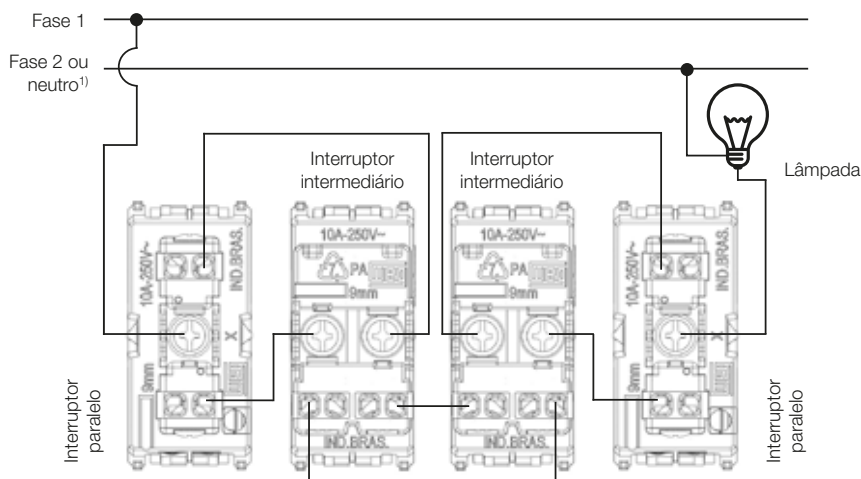 Fase 1
Fase 2 ou
neutro¹⁾
Interruptor
intermediário
Interruptor
intermediário
Lâmpada
10A-250V~
IND.BRAS.
X
9mm
Interruptor
paralelo
10A-250V~
PA
9mm
IND.BRAS.
10A-250V~
PA
9mm
IND.BRAS.
10A-250V~
IND.BRAS.
X
9mm
Interruptor
paralelo